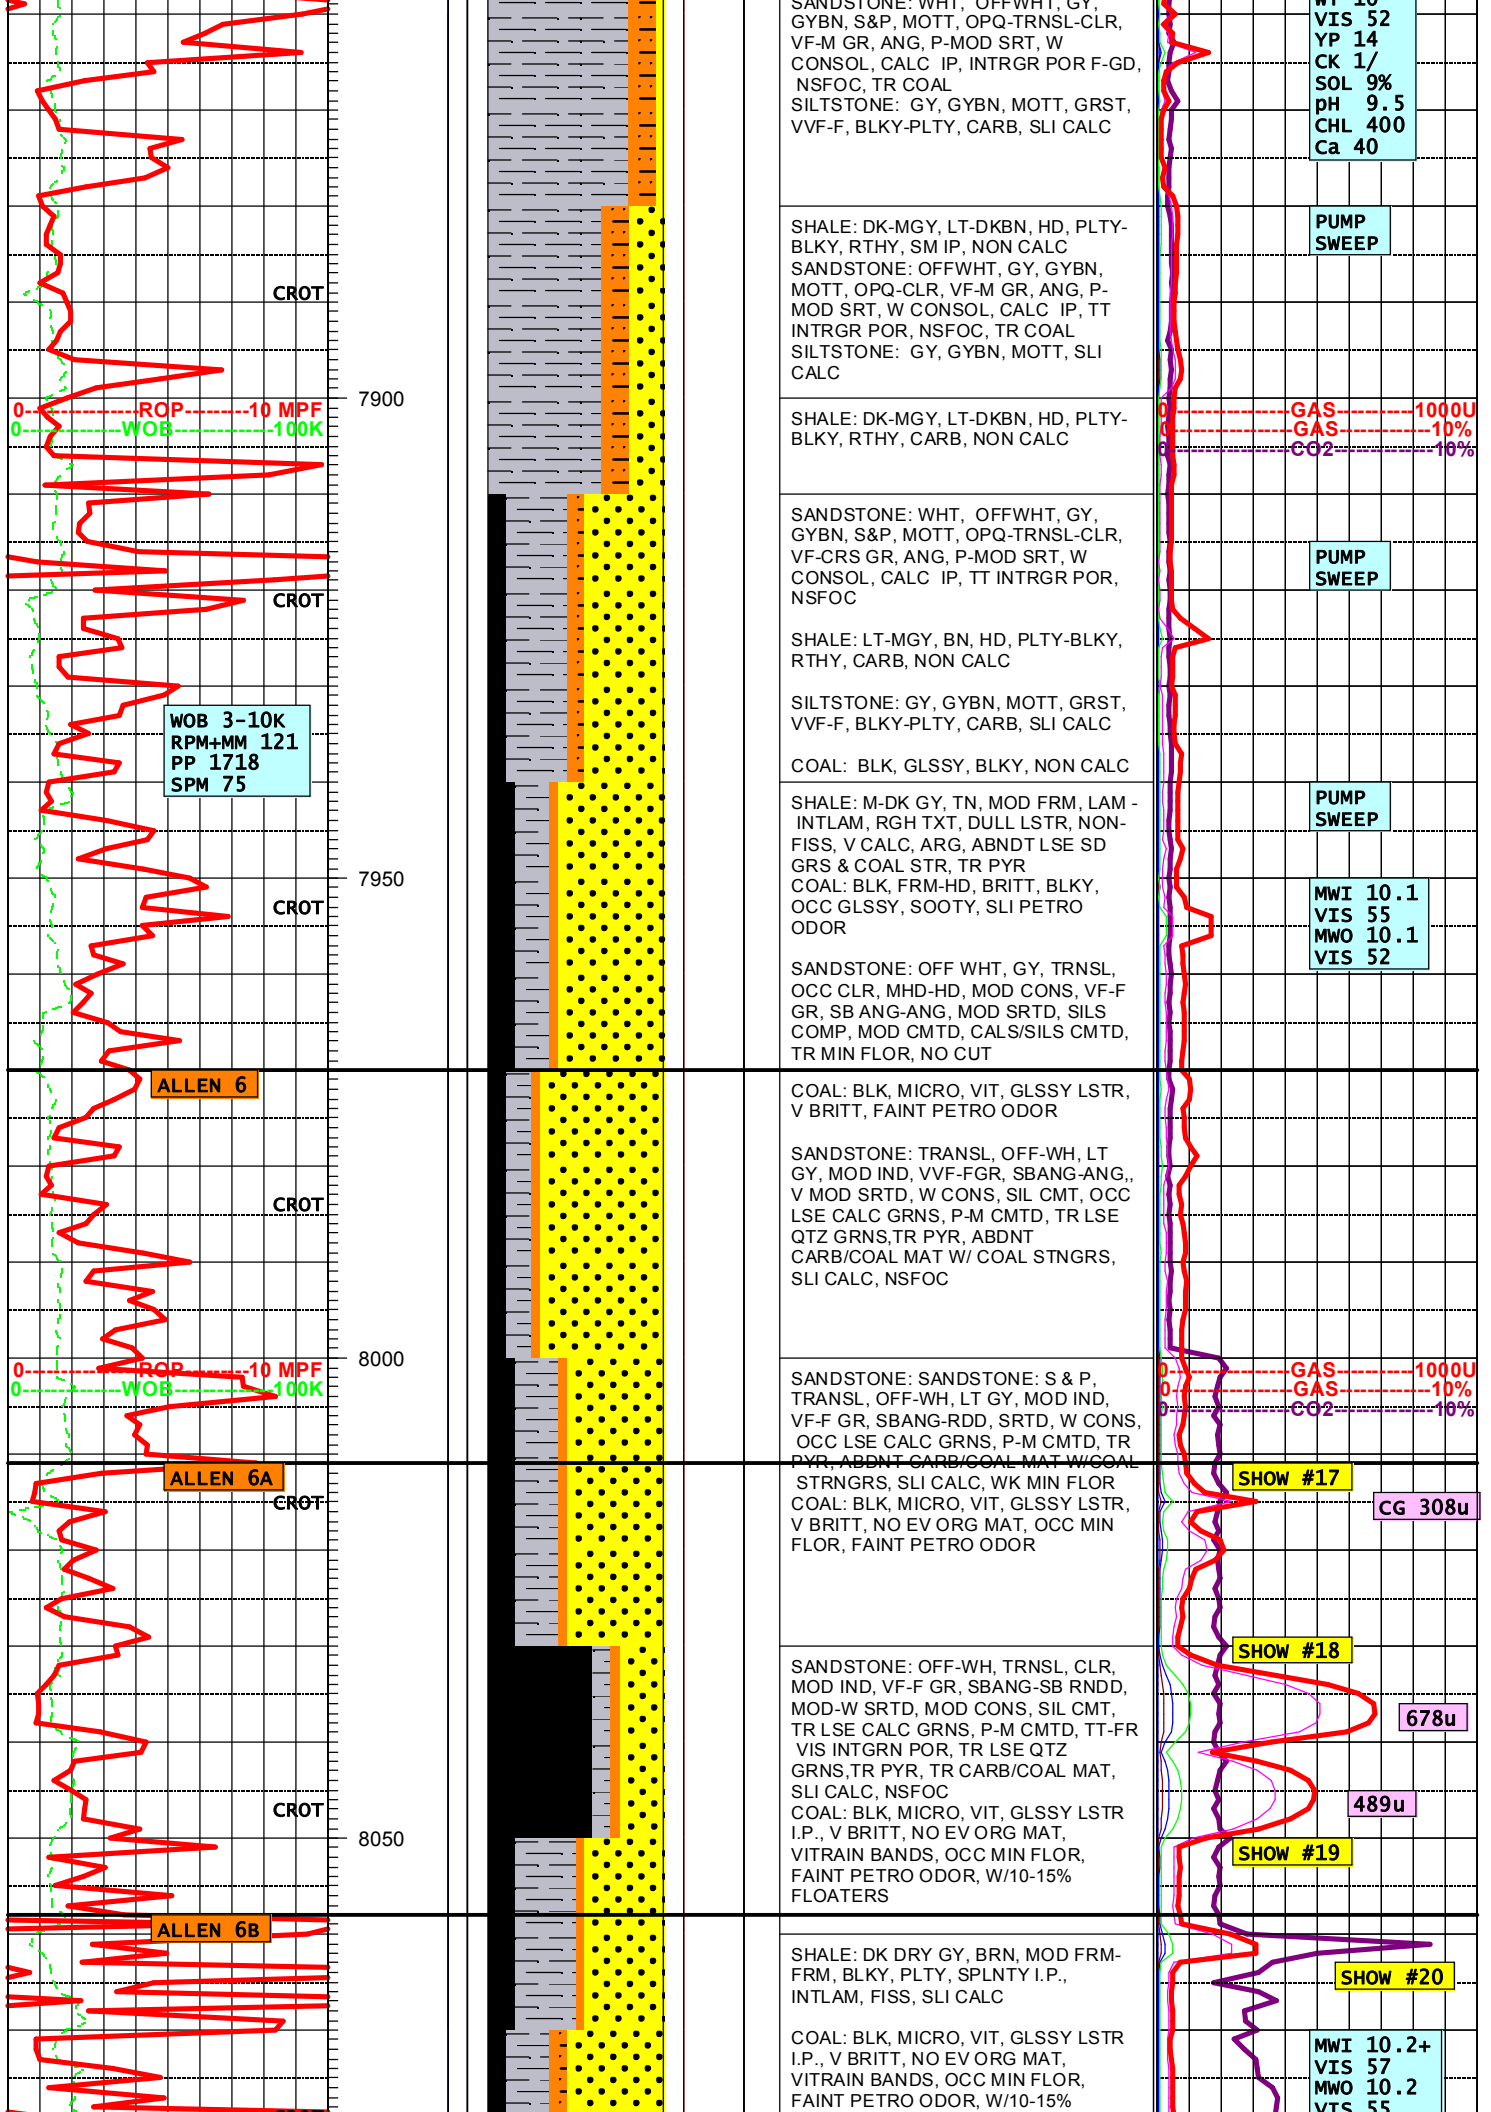 SANDSTONE: WHT, OFFWHT, GY,
GYBN, S&P, MOTT, OPQ-TRNSL-CLR,
VF-M GR, ANG, P-MOD SRT, W
CONSOL, CALC IP, INTRGR POR F-GD,
NSFOC, TR COAL
SILTSTONE: GY, GYBN, MOTT, GRST,
VVF-F, BLKY-PLTY, CARB, SLI CALC
VIS 52
YP 14
CK 1/
SOL 9%
pH 9.5
CHL 400
Ca 40
SHALE: DK-MGY, LT-DKBN, HD, PLTY-
BLKY, RTHY, SM IP, NON CALC
SANDSTONE: OFFWHT, GY, GYBN,
MOTT, OPQ-CLR, VF-M GR, ANG, P-
MOD SRT, W CONSOL, CALC IP, TT
INTRGR POR, NSFOC, TR COAL
SILTSTONE: GY, GYBN, MOTT, SLI
CALC
PUMP
SWEEP
CROT
7900
0 ROP 10 MPF
0 WOB 100K
SHALE: DK-MGY, LT-DKBN, HD, PLTY-
BLKY, RTHY, CARB, NON CALC
0 GAS 1000U
0 GAS 10%
0 CO2 10%
SANDSTONE: WHT, OFFWHT, GY,
GYBN, S&P, MOTT, OPQ-TRNSL-CLR,
VF-CRS GR, ANG, P-MOD SRT, W
CONSOL, CALC IP, TT INTRGR POR,
NSFOC
PUMP
SWEEP
CROT
SHALE: LT-MGY, BN, HD, PLTY-BLKY,
RTHY, CARB, NON CALC
SILTSTONE: GY, GYBN, MOTT, GRST,
VVF-F, BLKY-PLTY, CARB, SLI CALC
COAL: BLK, GLSSY, BLKY, NON CALC
WOB 3-10K
RPM+MM 121
PP 1718
SPM 75
SHALE: M-DK GY, TN, MOD FRM, LAM -
INTLAM, RGH TXT, DULL LSTR, NON-
FISS, V CALC, ARG, ABNDT LSE SD
GRS & COAL STR, TR PYR
COAL: BLK, FRM-HD, BRITT, BLKY,
OCC GLSSY, SOOTY, SLI PETRO
ODOR
PUMP
SWEEP
7950
CROT
MWI 10.1
VIS 55
MWO 10.1
VIS 52
SANDSTONE: OFF WHT, GY, TRNSL,
OCC CLR, MHD-HD, MOD CONS, VF-F
GR, SB ANG-ANG, MOD SRTD, SILS
COMP, MOD CMTD, CALS/SILS CMTD,
TR MIN FLOR, NO CUT
ALLEN 6
COAL: BLK, MICRO, VIT, GLSSY LSTR,
V BRITT, FAINT PETRO ODOR
SANDSTONE: TRANSL, OFF-WH, LT
GY, MOD IND, VVF-FGR, SBANG-ANG,,
V MOD SRTD, W CONS, SIL CMT, OCC
LSE CALC GRNS, P-M CMTD, TR LSE
QTZ GRNS,TR PYR, ABDNT
CARB/COAL MAT W/ COAL STNGRS,
SLI CALC, NSFOC
CROT
8000
0 ROP 10 MPF
0 WOB 100K
0 GAS 1000U
0 GAS 10%
0 CO2 10%
SANDSTONE: SANDSTONE: S & P,
TRANSL, OFF-WH, LT GY, MOD IND,
VF-F GR, SBANG-RDD, SRTD, W CONS,
OCC LSE CALC GRNS, P-M CMTD, TR
PYR, ABDNT CARB/COAL MAT W/COAL
STRNGRS, SLI CALC, WK MIN FLOR
COAL: BLK, MICRO, VIT, GLSSY LSTR,
V BRITT, NO EV ORG MAT, OCC MIN
FLOR, FAINT PETRO ODOR
ALLEN 6A
CROT
SHOW #17
CG 308u
SHOW #18
678u
489u
SANDSTONE: OFF-WH, TRNSL, CLR,
MOD IND, VF-F GR, SBANG-SB RNDD,
MOD-W SRTD, MOD CONS, SIL CMT,
TR LSE CALC GRNS, P-M CMTD, TT-FR
VIS INTGRN POR, TR LSE QTZ
GRNS,TR PYR, TR CARB/COAL MAT,
SLI CALC, NSFOC
COAL: BLK, MICRO, VIT, GLSSY LSTR
I.P., V BRITT, NO EV ORG MAT,
VITRAIN BANDS, OCC MIN FLOR,
FAINT PETRO ODOR, W/10-15%
FLOATERS
CROT
8050
SHOW #19
ALLEN 6B
SHALE: DK DRY GY, BRN, MOD FRM-
FRM, BLKY, PLTY, SPLNTY I.P.,
INTLAM, FISS, SLI CALC
SHOW #20
COAL: BLK, MICRO, VIT, GLSSY LSTR
I.P., V BRITT, NO EV ORG MAT,
VITRAIN BANDS, OCC MIN FLOR,
FAINT PETRO ODOR, W/10-15%
MWI 10.2+
VIS 57
MWO 10.2
VIS 55